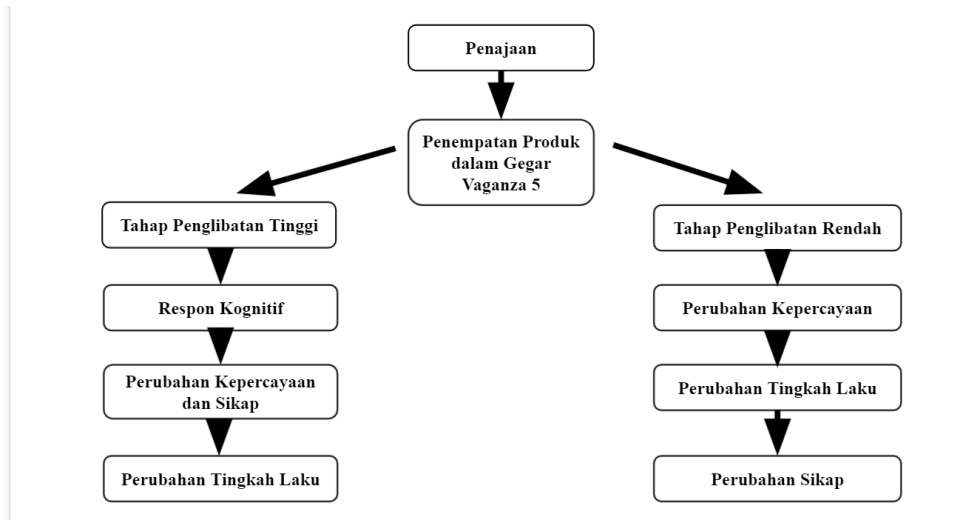 Penajaan
Penempatan Produk
dalam Gegar
Vaganza 5
Tahap Penglibatan Tinggi
Respon Kognitif
Perubahan Kepercayaan
dan Sikap
Perubahan Tingkah Laku
Tahap Penglibatan Rendah
Perubahan Kepercayaan
Perubahan Tingkah Laku
Perubahan Sikap